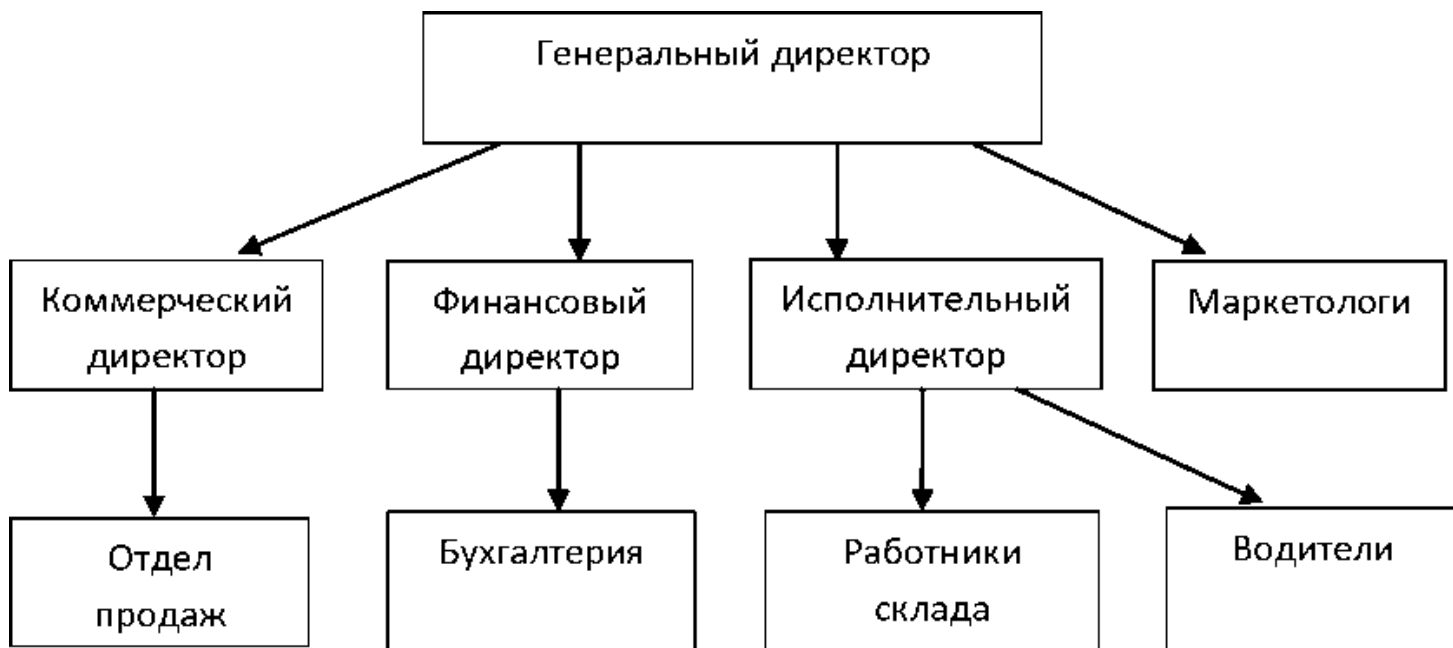 Генеральный директор
Коммерческий
директор
Финансовый
директор
Исполнительный
директор
Маркетологи
Отдел
продаж
Бухгалтерия
Работники
склада
Водители